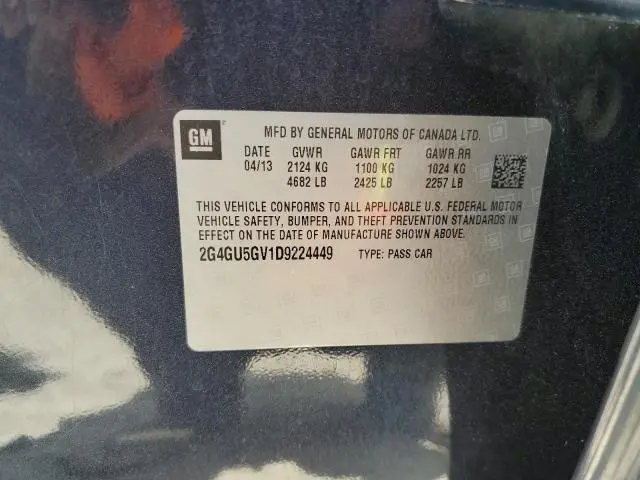 GM
MFD BY GENERAL MOTORS OF CANADA LTD.
DATE GVWR GAWR FRT GAWR RR
04/13 2124 KG 1100 KG 1024 KG
4682 LB 2425 LB 2257 LB
THIS VEHICLE CONFORMS TO ALL APPLICABLE U.S. FEDERAL MOTOR
VEHICLE SAFETY, BUMPER, AND THEFT PREVENTION STANDARDS IN
EFFECT ON THE DATE OF MANUFACTURE SHOWN ABOVE.
2G4GU5GV1D9224449 TYPE: PASS CAR